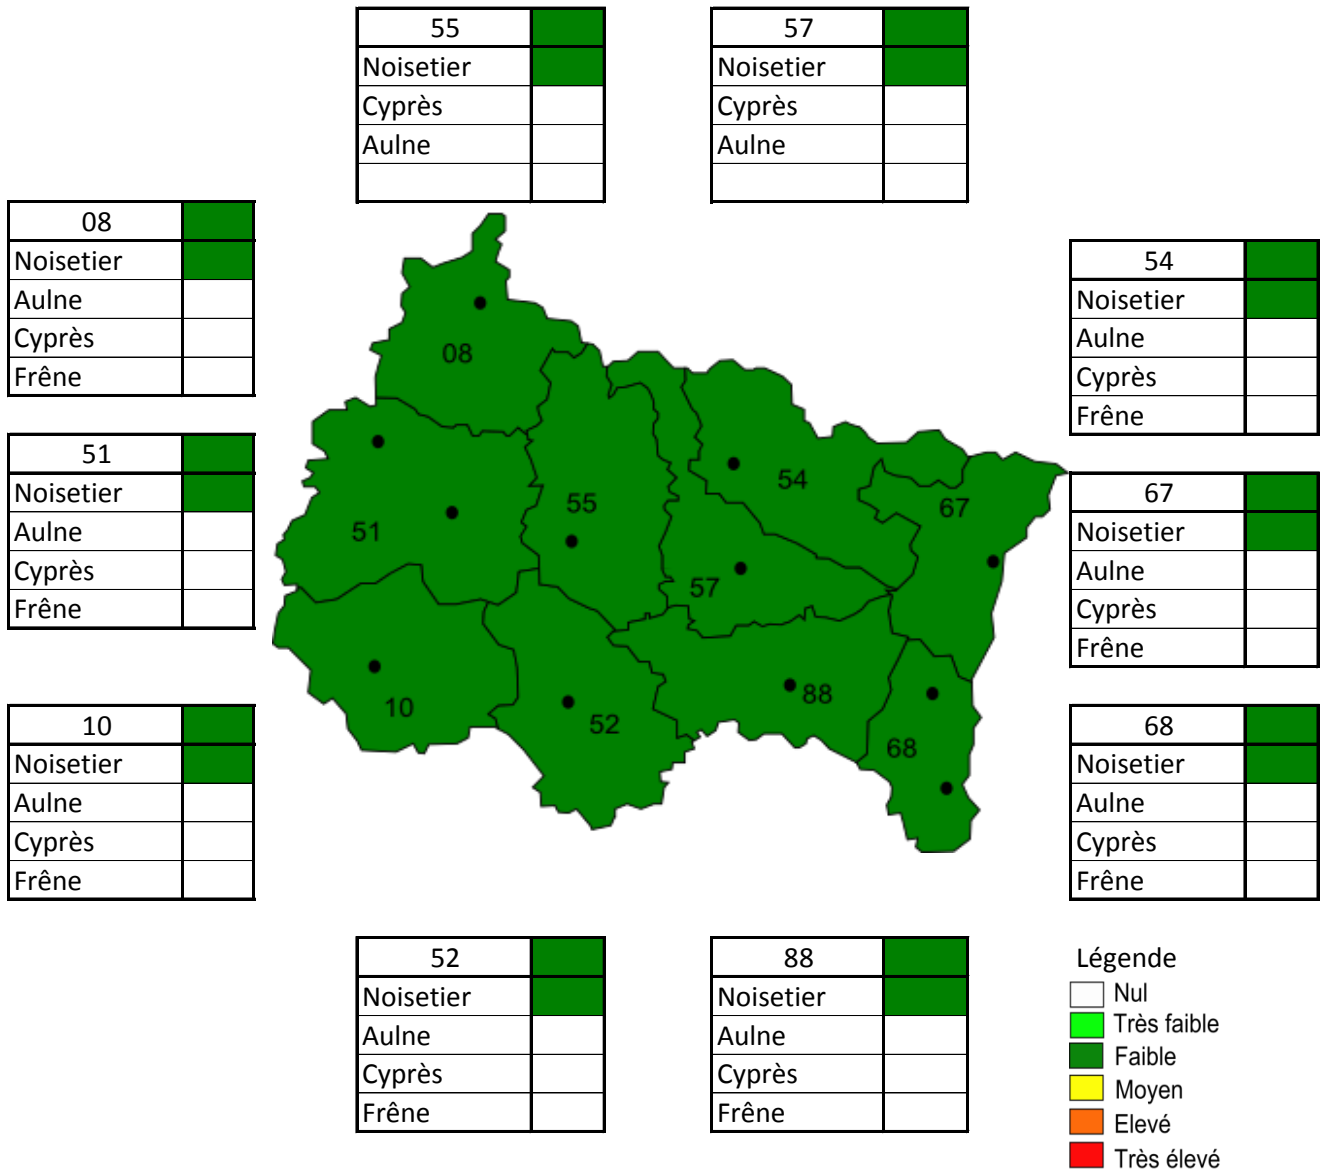 55
Noisetier
Cyprès
Aulne
57
Noisetier
Cyprès
Aulne
08
Noisetier
Aulne
Cyprès
Frêne
54
Noisetier
Aulne
Cyprès
Frêne
51
Noisetier
Aulne
Cyprès
Frêne
67
Noisetier
Aulne
Cyprès
Frêne
10
Noisetier
Aulne
Cyprès
Frêne
68
Noisetier
Aulne
Cyprès
Frêne
08
54
55
67
51
57
88
10
52
68
52
Noisetier
Aulne
Cyprès
Frêne
88
Noisetier
Aulne
Cyprès
Frêne
Légende
Nul
Très faible
Faible
Moyen
Elevé
Très élevé